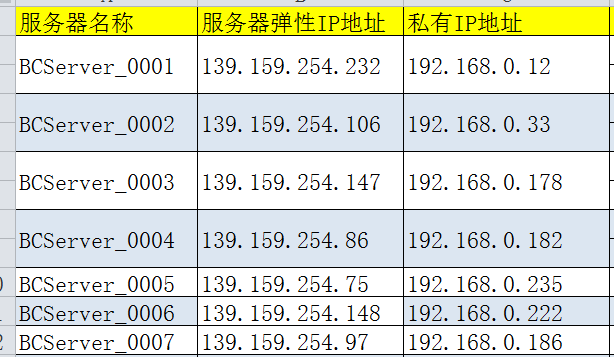 服务器名称 服务器弹性IP地址 私有IP地址
BCServer_0001 139.159.254.232 192.168.0.12
BCServer_0002 139.159.254.106 192.168.0.33
BCServer_0003 139.159.254.147 192.168.0.178
BCServer_0004 139.159.254.86 192.168.0.182
BCServer_0005 139.159.254.75 192.168.0.235
BCServer_0006 139.159.254.148 192.168.0.222
BCServer_0007 139.159.254.97 192.168.0.186